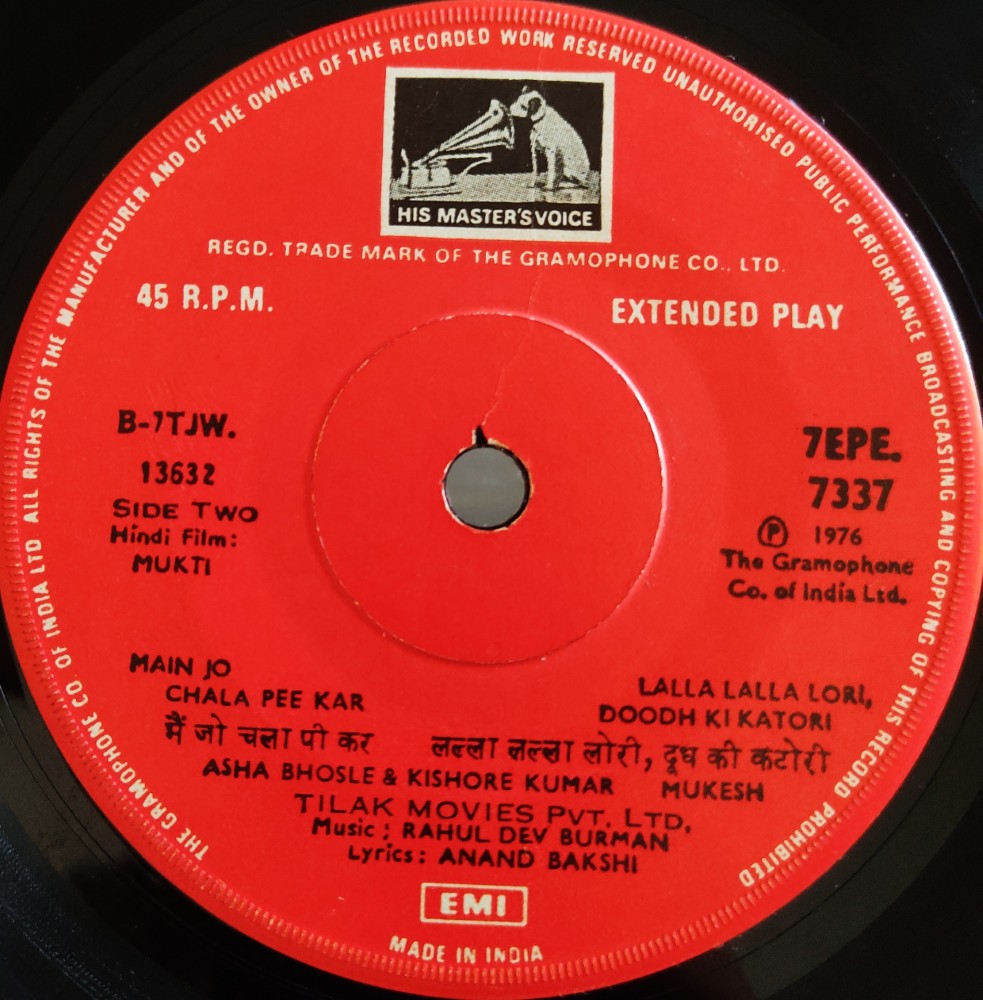 THE GRAMOPHONE CO. OF INDIA LTD ALL RIGHTS OF THE MANUFACTURER AND OF THE OWNER OF THE RECORDED WORK RESERVED UNAUTHORISED PUBLIC PERFORMANCE BROADCASTING AND COPYING OF THIS RECORD PROHIBITED
HIS MASTER'S VOICE
REGD. TRADE MARK OF THE GRAMOPHONE CO., LTD.
45 R.P.M.
EXTENDED PLAY
B-7TJW.
13632
SIDE TWO
Hindi Film:
MUKTI
7EPE.
7337
℗ 1976
The Gramophone
Co. of India Ltd.
MAIN JO
CHALA PEE KAR
मैं जो चला पी कर
LALLA LALLA LORI,
DOODH KI KATORI
लल्ला लल्ला लोरी, दूध की कटोरी
ASHA BHOSLE & KISHORE KUMAR
MUKESH
TILAK MOVIES PVT. LTD.
Music : RAHUL DEV BURMAN
Lyrics : ANAND BAKSHI
EMI
MADE IN INDIA